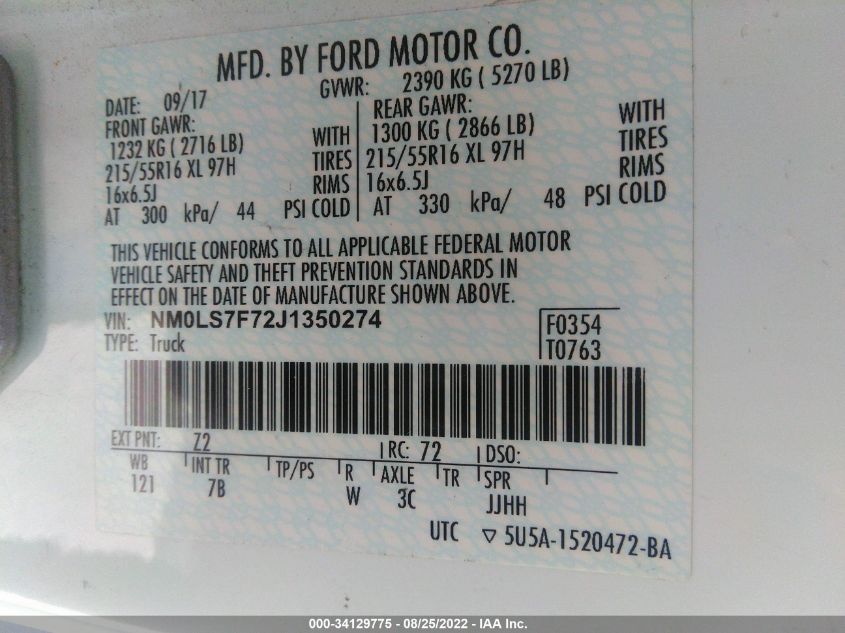 MFD. BY FORD MOTOR CO.
DATE: 09/17 GVWR: 2390 KG ( 5270 LB)
FRONT GAWR: REAR GAWR:
1232 KG ( 2716 LB) WITH 1300 KG ( 2866 LB) WITH
215/55R16 XL 97H TIRES 215/55R16 XL 97H TIRES
16x6.5J RIMS 16x6.5J RIMS
AT 300 kPa/ 44 PSI COLD AT 330 kPa/ 48 PSI COLD
THIS VEHICLE CONFORMS TO ALL APPLICABLE FEDERAL MOTOR
VEHICLE SAFETY AND THEFT PREVENTION STANDARDS IN
EFFECT ON THE DATE OF MANUFACTURE SHOWN ABOVE.
VIN: NM0LS7F72J1350274 F0354
TYPE: Truck T0763
EXT PNT: Z2 RC: 72 DSO:
WB INT TR TP/PS R AXLE TR SPR
121 7B W 3C JJHH
UTC ▽ 5U5A-1520472-BA
000-34129775 - 08/25/2022 - IAA Inc.